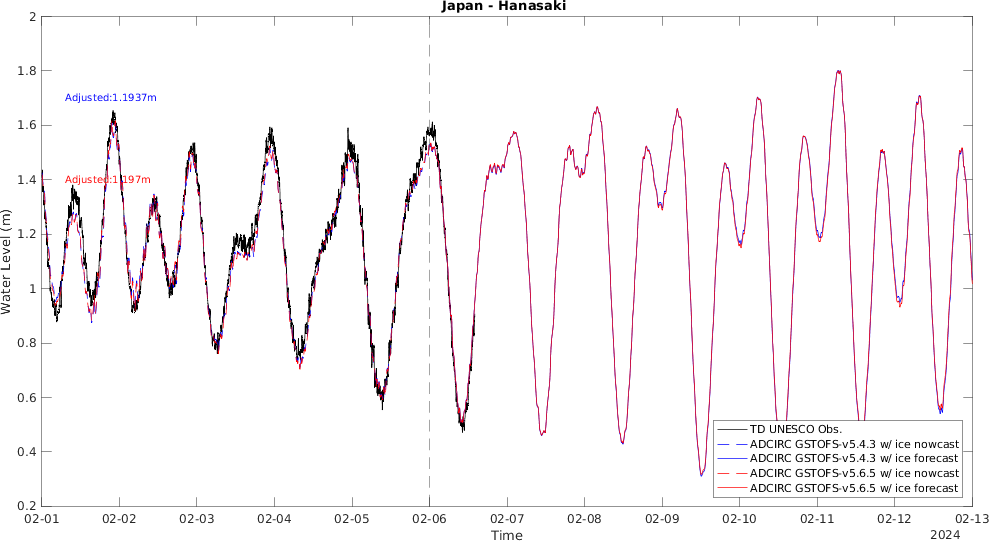 Japan - Hanasaki
Water Level (m)
2
1.8
1.6
1.4
1.2
1
0.8
0.6
0.4
0.2
Adjusted:1.1937m
Adjusted:1.197m
TD UNESCO Obs.
ADCIRC GSTOFS-v5.4.3 w/ ice nowcast
ADCIRC GSTOFS-v5.4.3 w/ ice forecast
ADCIRC GSTOFS-v5.6.5 w/ ice nowcast
ADCIRC GSTOFS-v5.6.5 w/ ice forecast
02-01 02-02 02-03 02-04 02-05 02-06 02-07 02-08 02-09 02-10 02-11 02-12 02-13
Time
2024